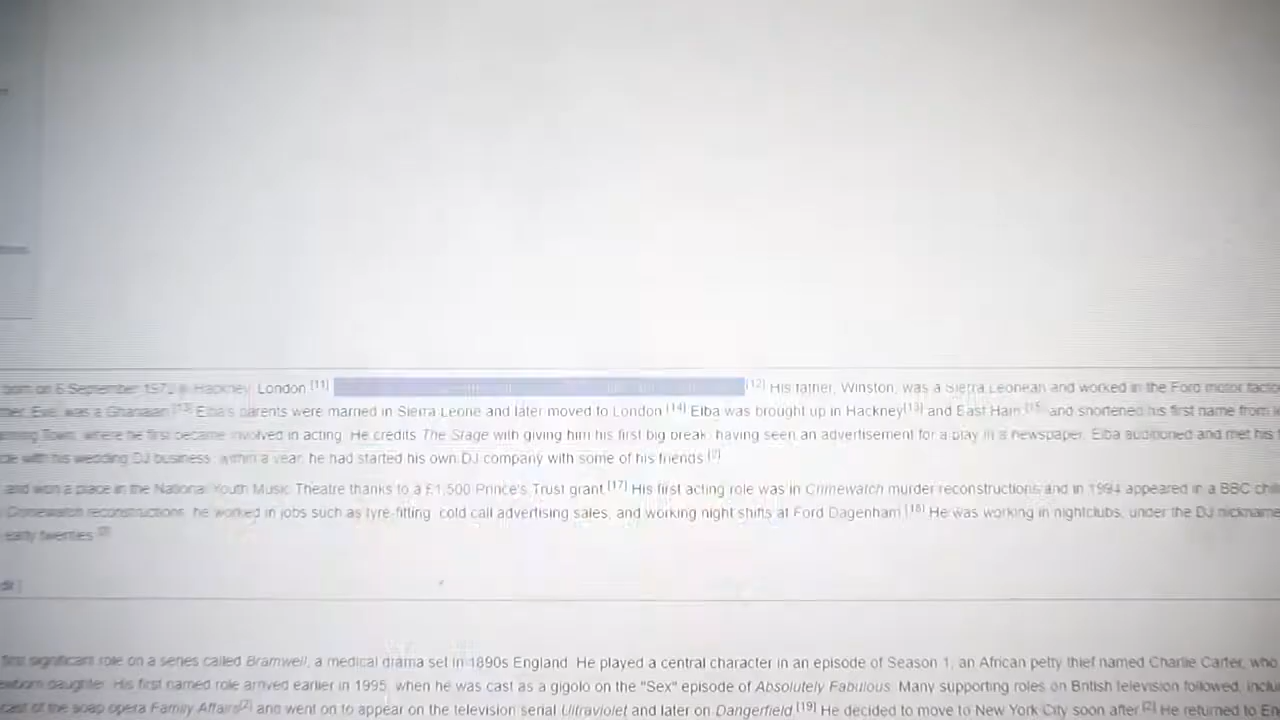 born on 6 September 1972 in Hackney, London [11] [12] His father, Winston, was a Sierra Leonean and worked in the Ford motor
Eve, was a Ghanaian [13] Elba's parents were married in Sierra Leone and later moved to London [14] Elba was brought up in Hackney[13] and East Ham [15] and shortened his first name from
Town, where he first became involved in acting. He credits The Stage with giving him his first big break, having seen an advertisement for a play in a newspaper. Elba auditioned and met his
with his wedding DJ business, within a year, he had started his own DJ company with some of his friends
and won a place in the National Youth Music Theatre thanks to a £1,500 Prince's Trust grant [17] His first acting role was in Crimewatch murder reconstructions and in 1994 appeared in a BBC
Crimewatch reconstructions, he worked in jobs such as tyre-fitting, cold call advertising sales, and working night shifts at Ford Dagenham He was working in nightclubs, under the DJ nickname
early twenties
first significant role on a series called Bramwell, a medical drama set in 1890s England. He played a central character in an episode of Season 1, an African petty thief named Charlie Carter, who
daughter. His first named role arrived earlier in 1995, when he was cast as a gigolo on the "Sex" episode of Absolutely Fabulous. Many supporting roles on British television followed,
cast of the soap opera Family Affairs[2] and went on to appear on the television serial Ultraviolet and later on Dangerfield [19] He decided to move to New York City soon after [2] He returned to